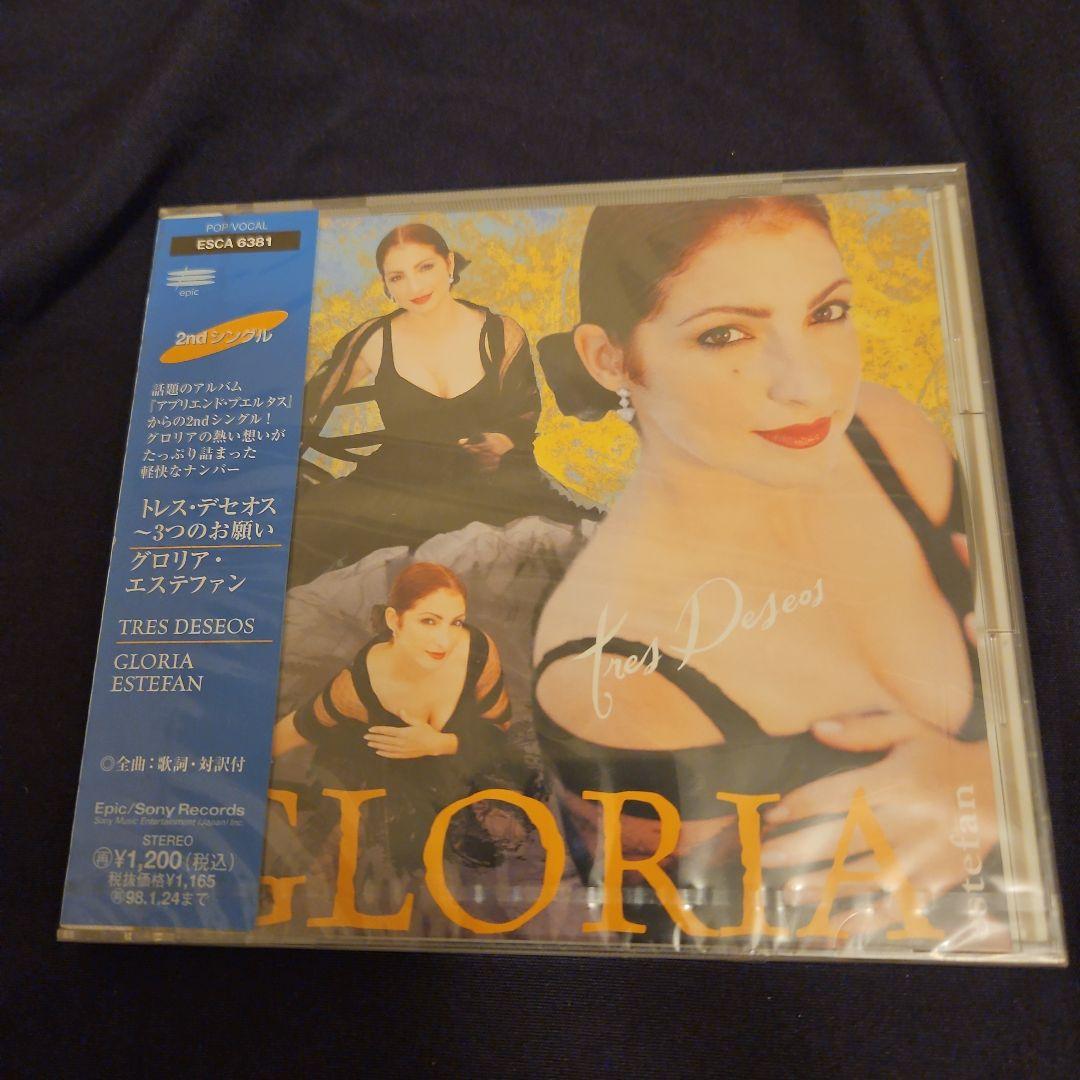 POP/VOCAL
ESCA 6381
epic
2ndシングル
話題のアルバム
『アブリエンド・プエルタス』
からの2ndシングル！
グロリアの熱い想いが
たっぷり詰まった
軽快なナンバー
トレス・デセオス
～3つのお願い
グロリア・
エステファン
TRES DESEOS
GLORIA
ESTEFAN
◎全曲：歌詞・対訳付
Epic/Sony Records
Sony Music Entertainment (Japan) Inc.
STEREO
再¥1,200(税込)
税抜価格¥1,165
再98.1.24まで
tres Deseos
GLORIA
estefan